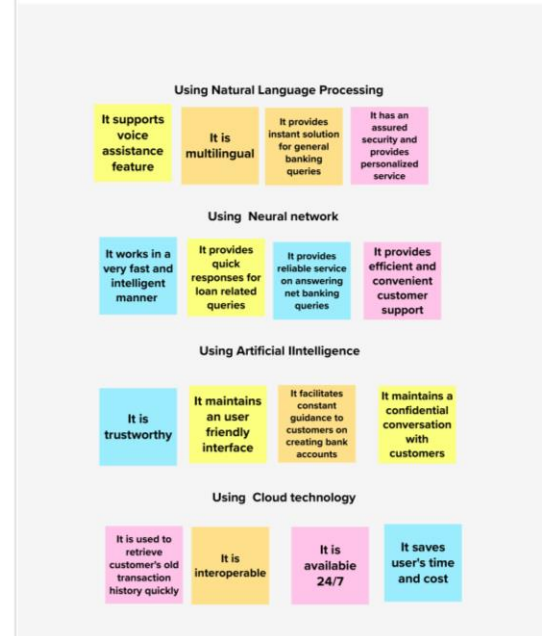 Using Natural Language Processing
It supports
voice
assistance
feature
It is
multilingual
It provides
instant solution
for general
banking
queries
It has an
assured
security and
provides
personalized
service
Using Neural network
It works in a
very fast and
intelligent
manner
It provides
quick
responses for
loan related
queries
It provides
reliable service
on answering
net banking
queries
It provides
efficient and
convenient
customer
support
Using Artificial IIntelligence
It is
trustworthy
It maintains
an user
friendly
interface
It facilitates
constant
guidance to
customers on
creating bank
accounts
It maintains a
confidential
conversation
with
customers
Using Cloud technology
It is used to
retrieve
customer's old
transaction
history quickly
It is
interoperable
It is
available
24/7
It saves
user's time
and cost